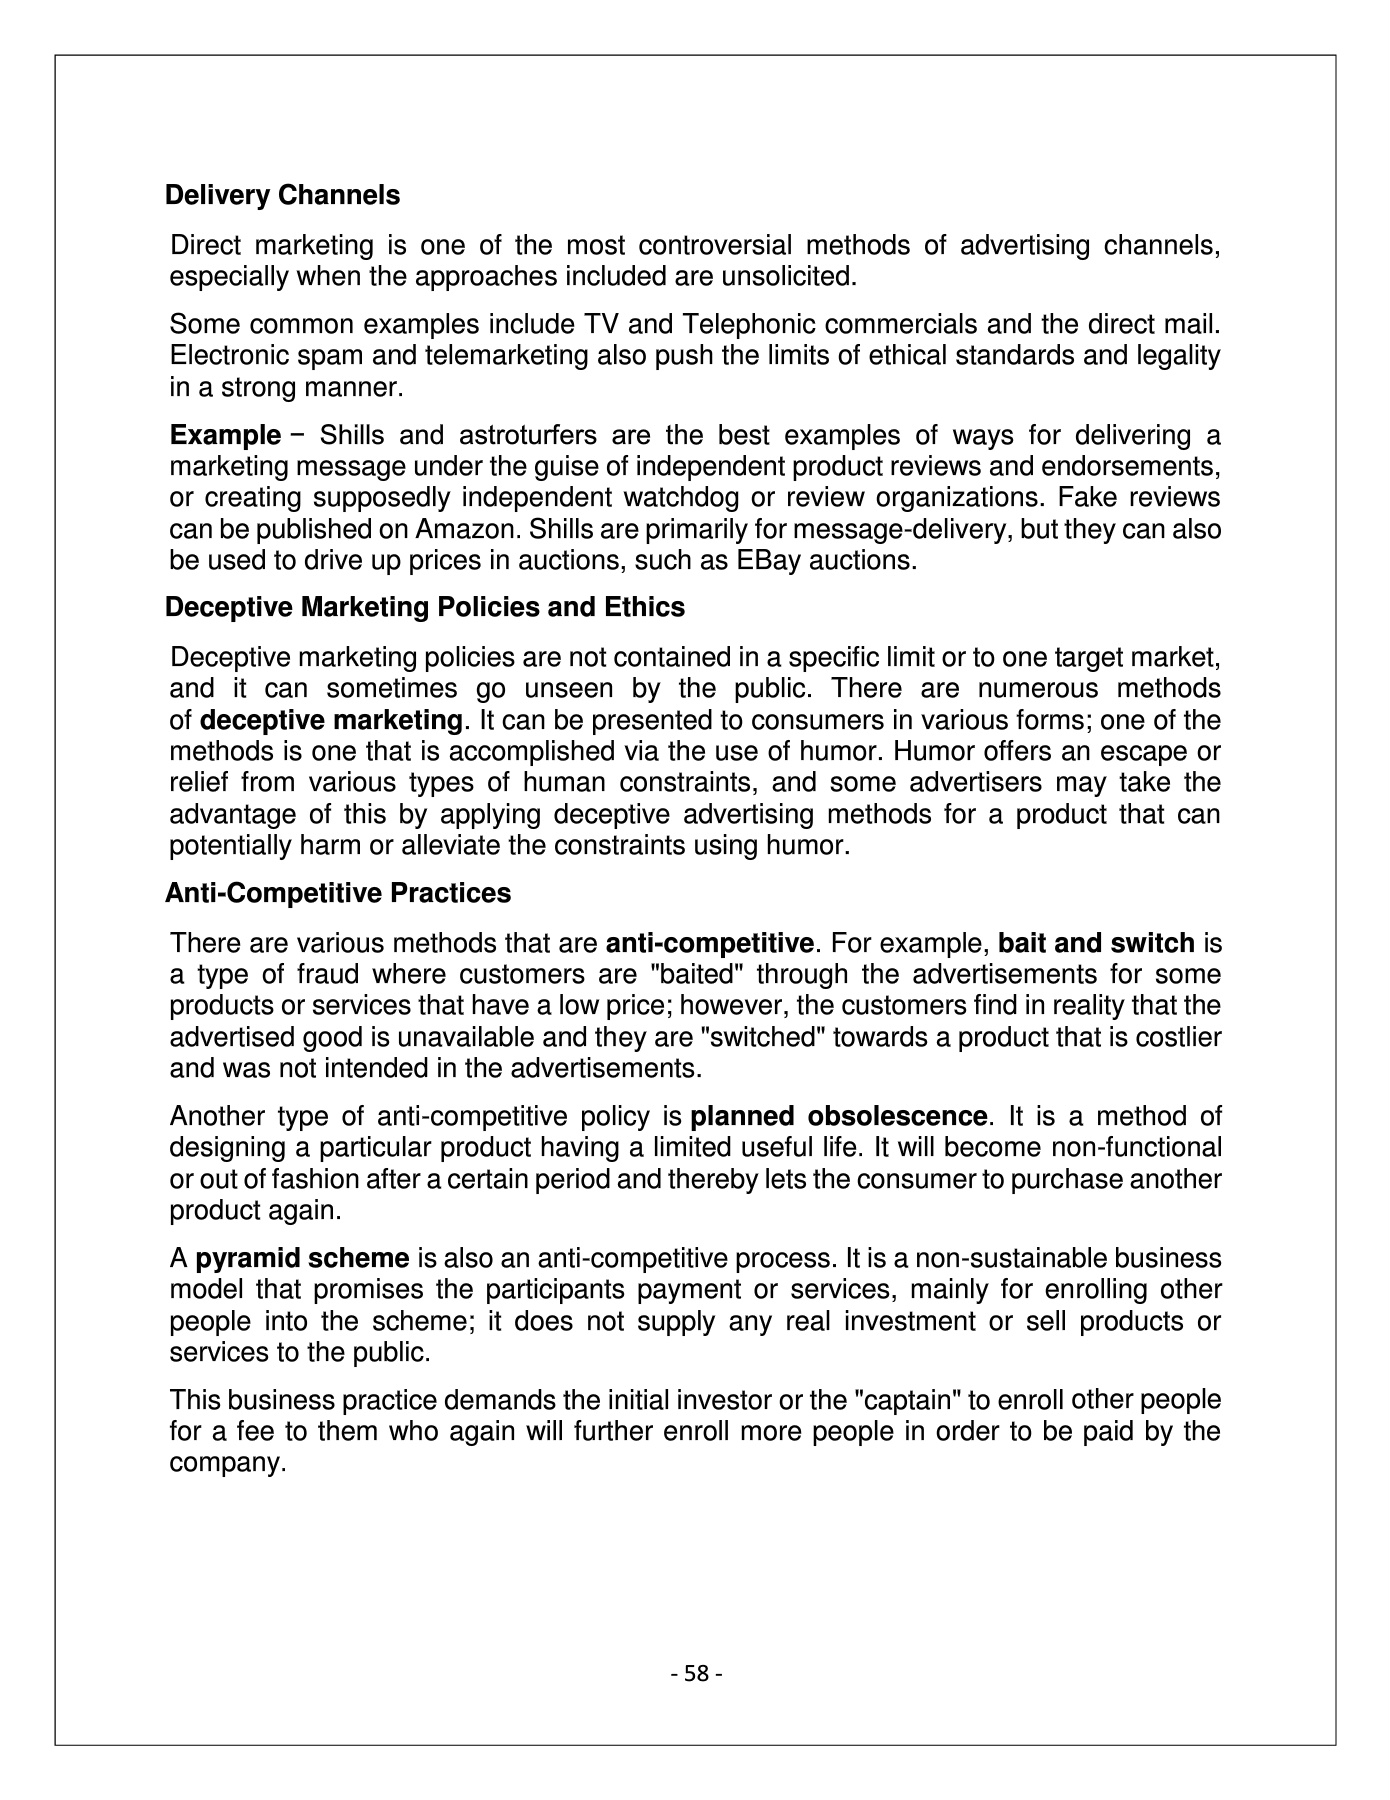 Delivery Channels
Direct marketing is one of the most controversial methods of advertising channels,
especially when the approaches included are unsolicited.
Some common examples include TV and Telephonic commercials and the direct mail.
Electronic spam and telemarketing also push the limits of ethical standards and legality
in a strong manner.
Example − Shills and astroturfers are the best examples of ways for delivering a
marketing message under the guise of independent product reviews and endorsements,
or creating supposedly independent watchdog or review organizations. Fake reviews
can be published on Amazon. Shills are primarily for message-delivery, but they can also
be used to drive up prices in auctions, such as EBay auctions.
Deceptive Marketing Policies and Ethics
Deceptive marketing policies are not contained in a specific limit or to one target market,
and it can sometimes go unseen by the public. There are numerous methods
of deceptive marketing. It can be presented to consumers in various forms; one of the
methods is one that is accomplished via the use of humor. Humor offers an escape or
relief from various types of human constraints, and some advertisers may take the
advantage of this by applying deceptive advertising methods for a product that can
potentially harm or alleviate the constraints using humor.
Anti-Competitive Practices
There are various methods that are anti-competitive. For example, bait and switch is
a type of fraud where customers are "baited" through the advertisements for some
products or services that have a low price; however, the customers find in reality that the
advertised good is unavailable and they are "switched" towards a product that is costlier
and was not intended in the advertisements.
Another type of anti-competitive policy is planned obsolescence. It is a method of
designing a particular product having a limited useful life. It will become non-functional
or out of fashion after a certain period and thereby lets the consumer to purchase another
product again.
A pyramid scheme is also an anti-competitive process. It is a non-sustainable business
model that promises the participants payment or services, mainly for enrolling other
people into the scheme; it does not supply any real investment or sell products or
services to the public.
This business practice demands the initial investor or the "captain" to enroll other people
for a fee to them who again will further enroll more people in order to be paid by the
company.
- 58 -